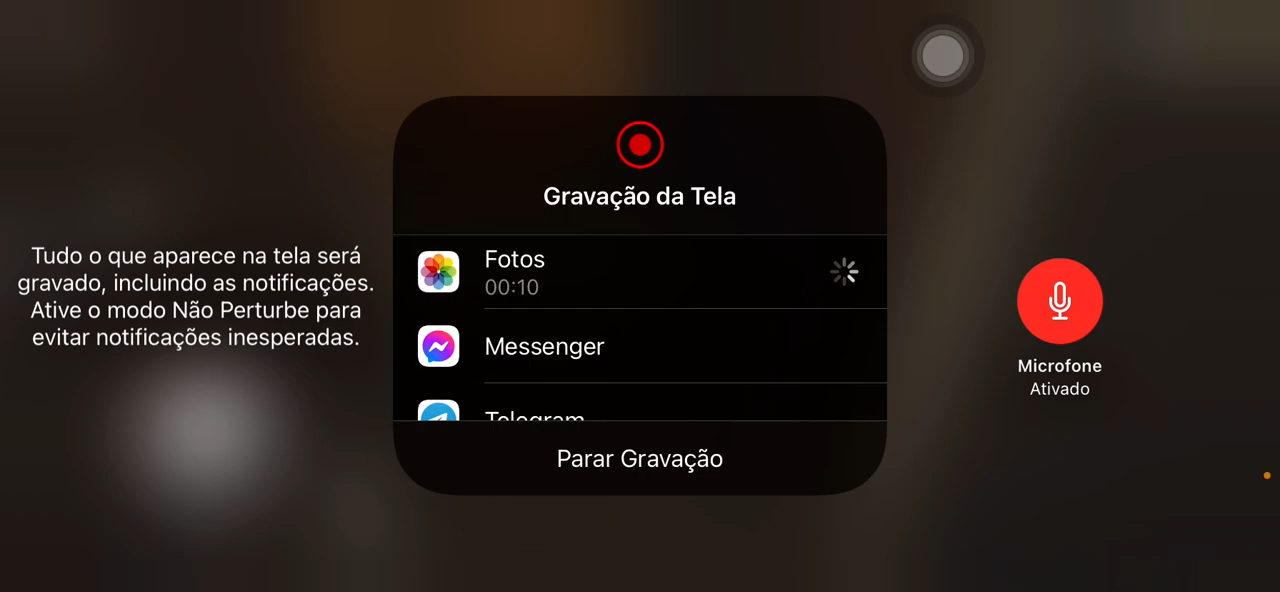 Tudo o que aparece na tela será
gravado, incluindo as notificações.
Ative o modo Não Perturbe para
evitar notificações inesperadas.
Gravação da Tela
Fotos
00:10
Messenger
Telegram
Parar Gravação
Microfone
Ativado